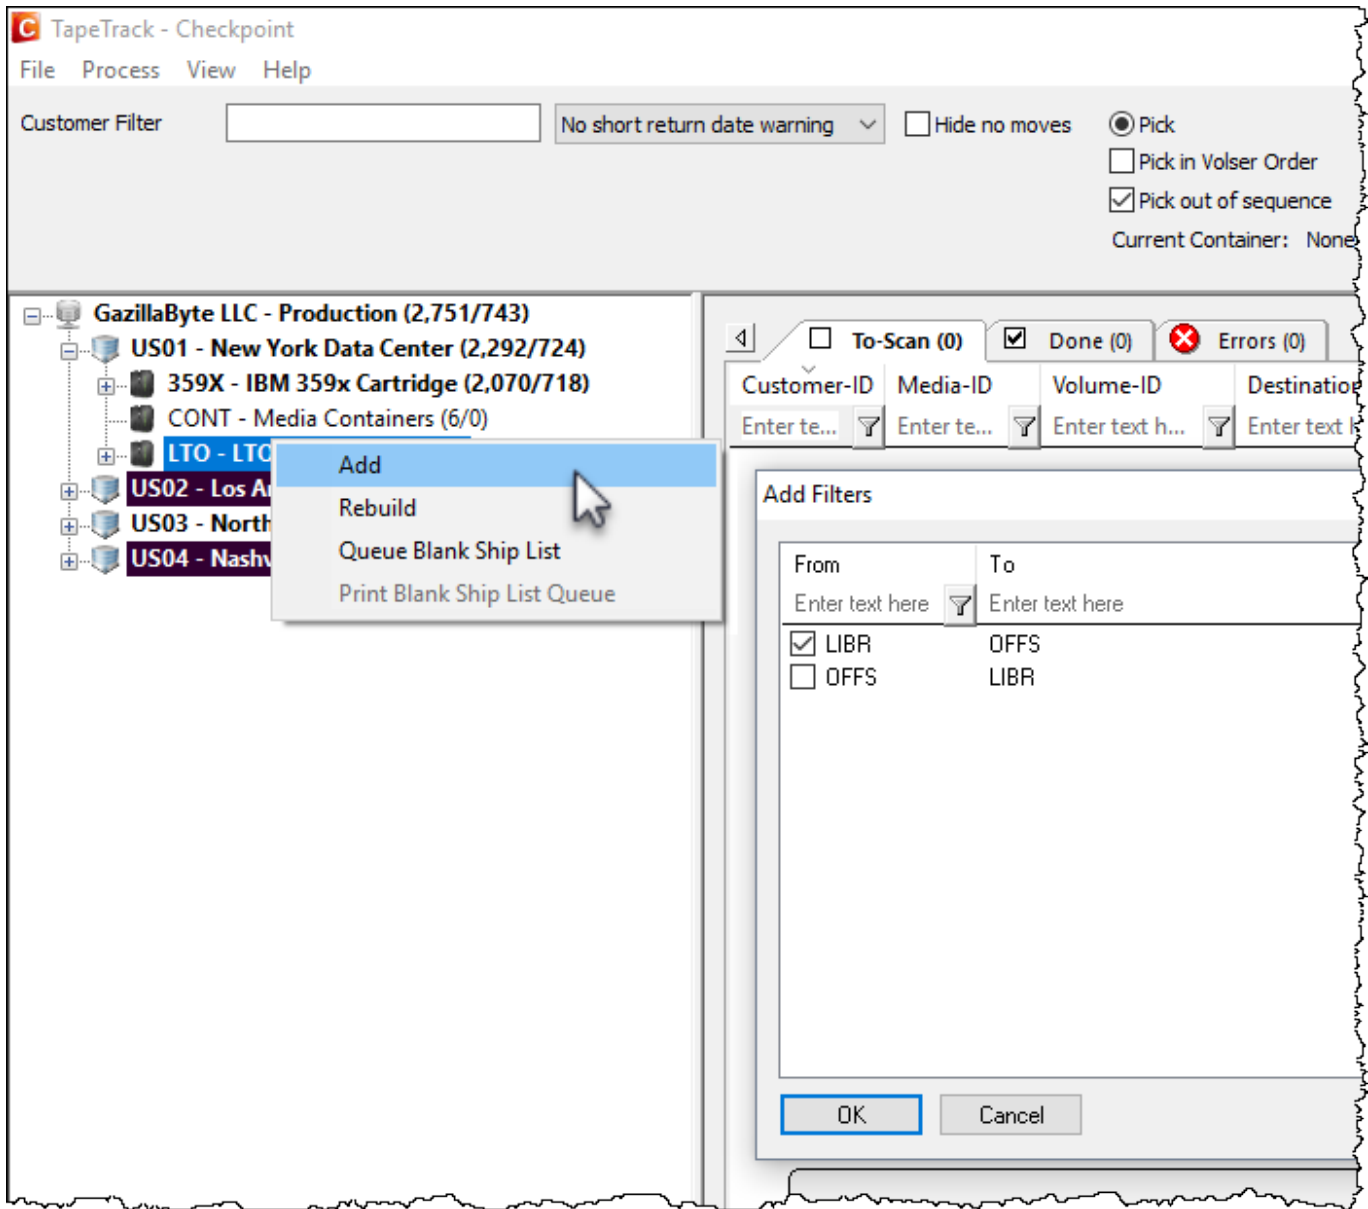 TapeTrack - Checkpoint
File Process View Help
Customer Filter
No short return date warning
Hide no moves
Pick
Pick in Volser Order
Pick out of sequence
Current Container: None
GazillaByte LLC - Production (2,751/743)
US01 - New York Data Center (2,292/724)
359X - IBM 359x Cartridge (2,070/718)
CONT - Media Containers (6/0)
LTO - LTO
US02 - Los
US03 - North
US04 -
Add
Rebuild
Queue Blank Ship List
Print Blank Ship List Queue
To-Scan (0) Done (0) Errors (0)
Customer-ID Media-ID Volume-ID Destination
Enter te... Enter te... Enter text h... Enter text
Add Filters
From To
Enter text here Enter text here
LIBR OFFS
OFFS LIBR
OK Cancel